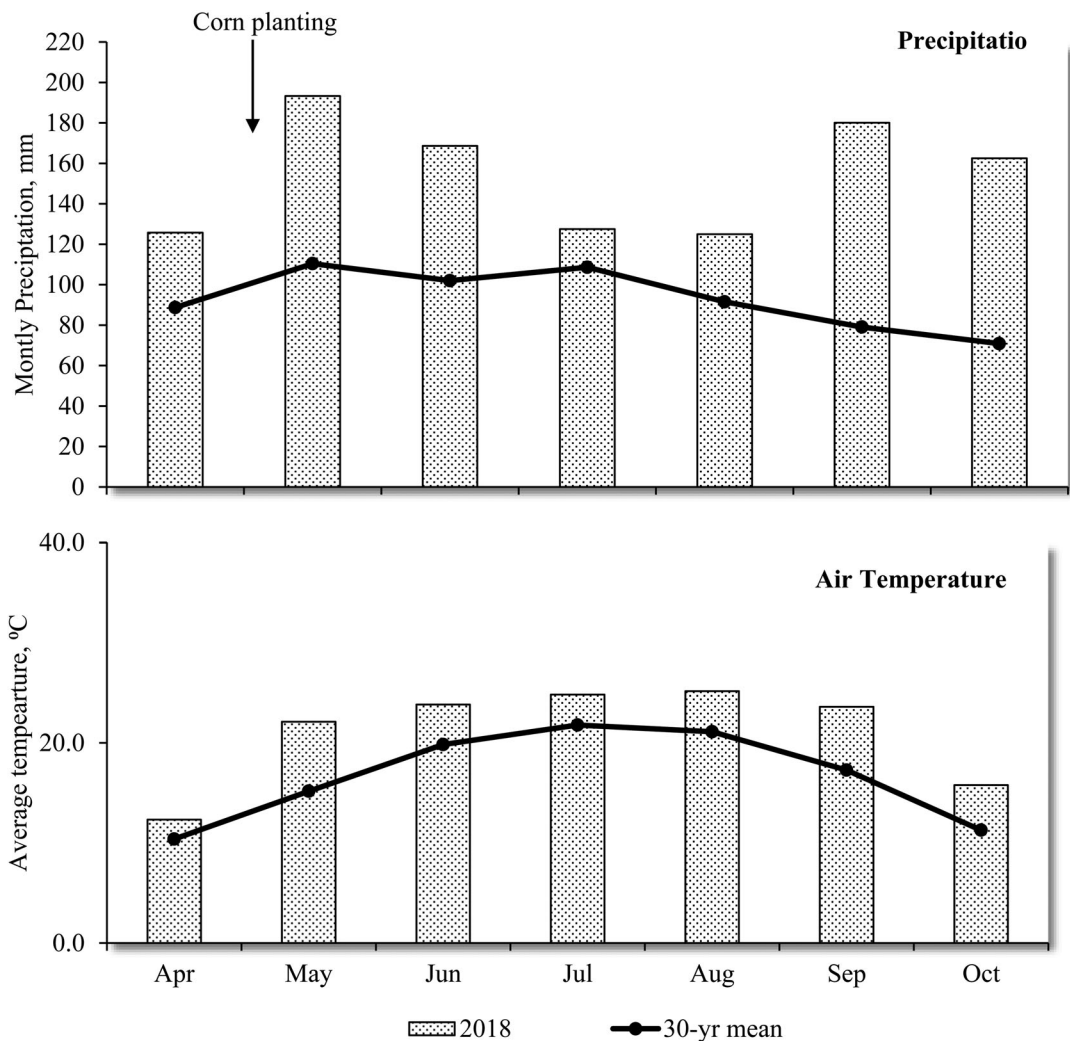 Corn planting
Precipitatio
Montly Preciptation, mm
220
200
180
160
140
120
100
80
60
40
20
0
Air Temperature
Average tempearture, ºC
40.0
20.0
0.0
Apr May Jun Jul Aug Sep Oct
2018 30-yr mean